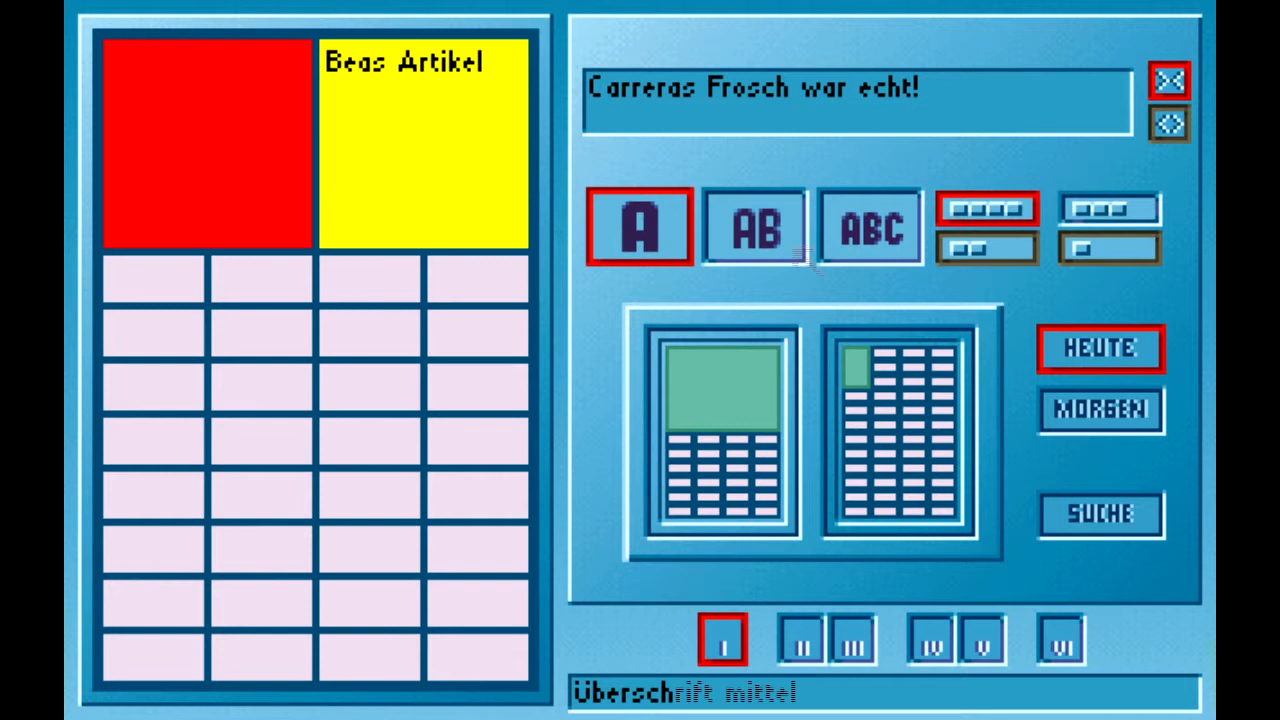 Beas Artikel
Carreras Frosch war echt!
A
AB
ABC
HEUTE
MORGEN
SUCHE
I
II
III
IV
V
VI
Überschrift mittel